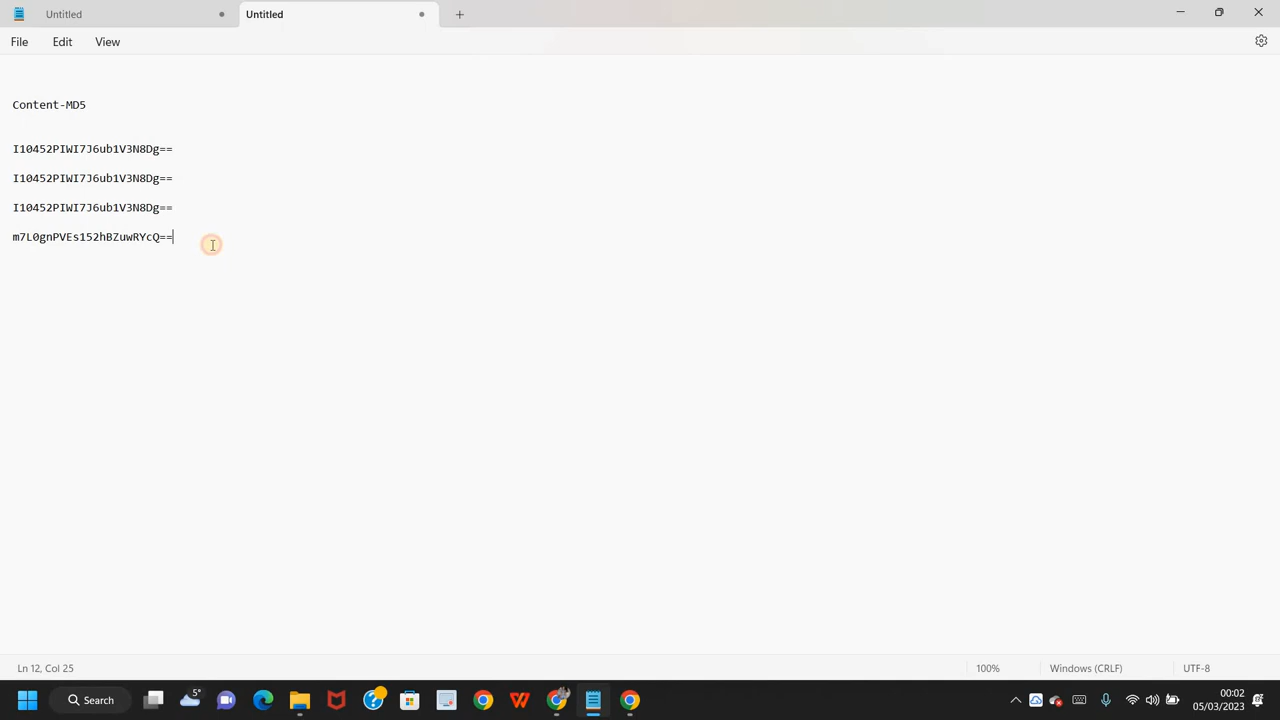 Untitled
Untitled
File
Edit
View
Content-MD5
I10452PIWI7J6ub1V3N8Dg==
I10452PIWI7J6ub1V3N8Dg==
I10452PIWI7J6ub1V3N8Dg==
m7L0gnPVEs152hBZuwRYcQ==
Ln 12, Col 25
100%
Windows (CRLF)
UTF-8
Search
5°
00:02
05/03/2023